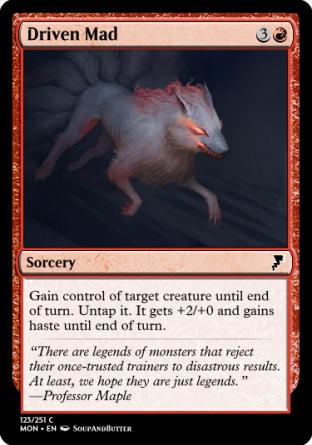 Driven Mad 3
Sorcery
Gain control of target creature until end
of turn. Untap it. It gets +2/+0 and gains
haste until end of turn.
“There are legends of monsters that reject
their once-trusted trainers to disastrous results.
At least, we hope they are just legends.”
—Professor Maple
123/251 C
MON • EN SoupAndButter